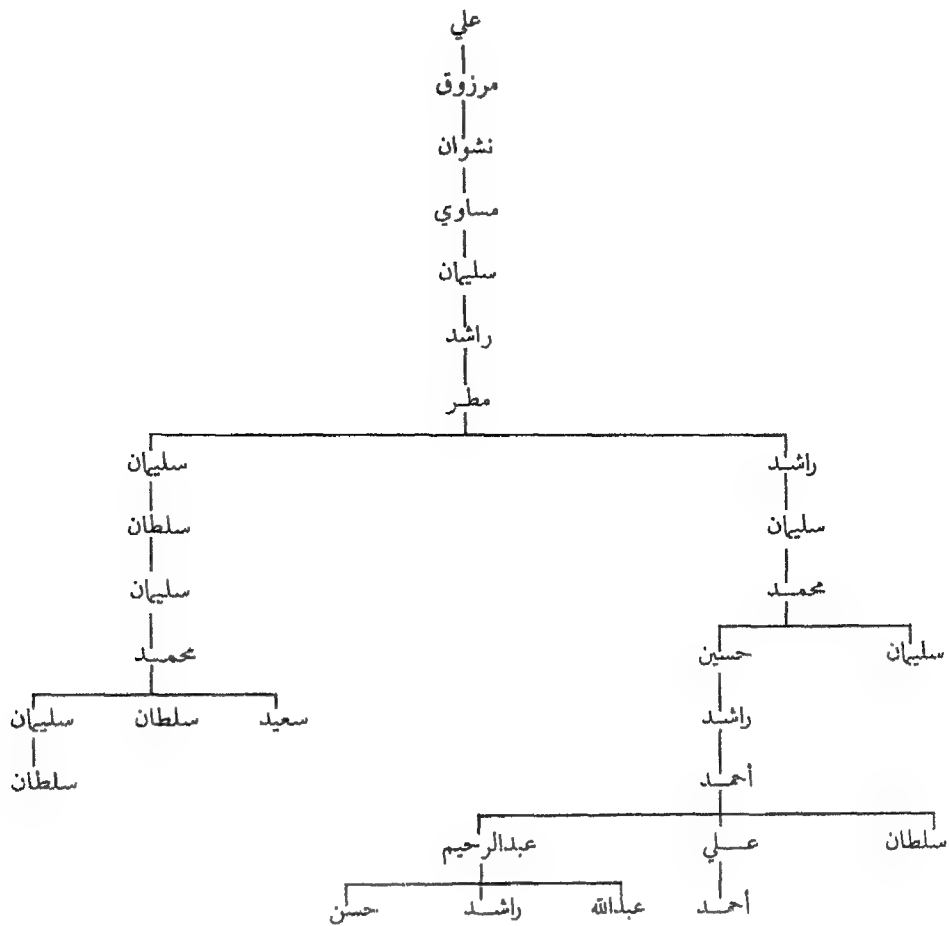 علي
مرزوق
نشوان
مساوي
سليمان
راشد
مطر
راشد سليمان
سليمان سلطان
محمد سليمان
سليمان حسين محمد
راشد سعيد سلطان سليمان
أحمد سلطان
سلطان علي عبدالرحيم
أحمد عبدالله راشد حسن